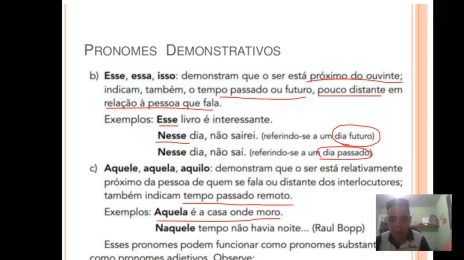 PRONOMES DEMONSTRATIVOS
b) Esse, essa, isso: demonstram que o ser está próximo do ouvinte;
indicam, também, o tempo passado ou futuro, pouco distante em
relação à pessoa que fala.
Exemplos: Esse livro é interessante.
Nesse dia, não sairei. (referindo-se a um dia futuro)
Nesse dia, não saí. (referindo-se a um dia passado)
c) Aquele, aquela, aquilo: demonstram que o ser está relativamente
próximo da pessoa de quem se fala ou distante dos interlocutores;
também indicam tempo passado remoto.
Exemplos: Aquela é a casa onde moro.
Naquele tempo não havia noite... (Raul Bopp)
Esses pronomes podem funcionar como pronomes substant
como pronomes adjetivos. Observe: